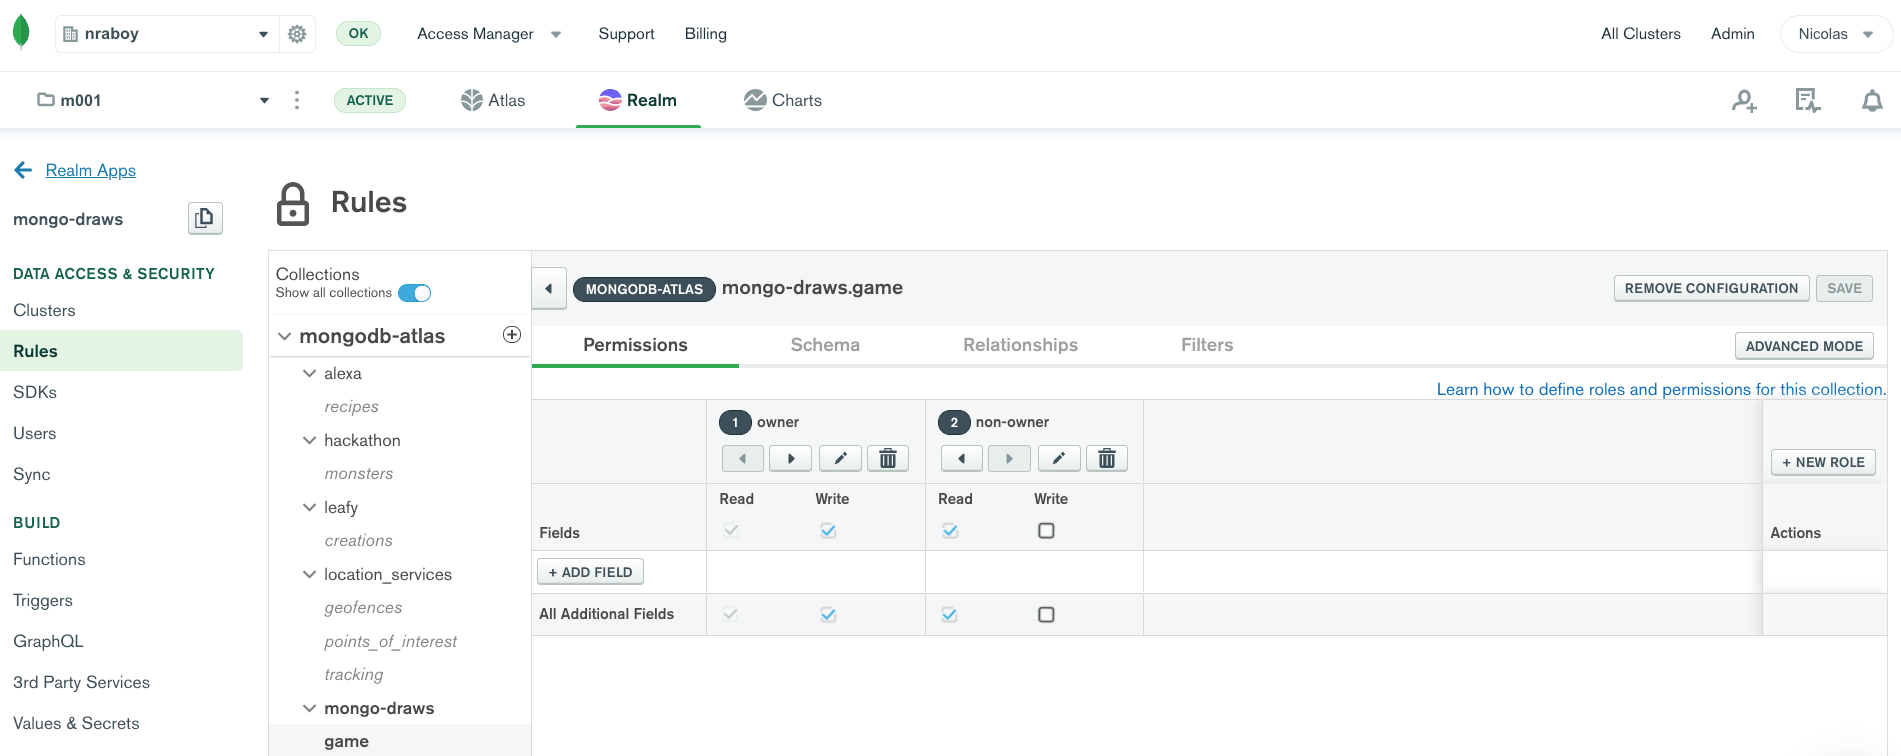 nraboy OK Access Manager Support Billing All Clusters Admin Nicolas
m001 ACTIVE Atlas Realm Charts
Realm Apps
mongo-draws
DATA ACCESS & SECURITY
Clusters
Rules
SDKs
Users
Sync
BUILD
Functions
Triggers
GraphQL
3rd Party Services
Values & Secrets
Rules
Collections
Show all collections
mongodb-atlas
alexa
recipes
hackathon
monsters
leafy
creations
location_services
geofences
points_of_interest
tracking
mongo-draws
game
MONGODB-ATLAS mongo-draws.game REMOVE CONFIGURATION SAVE
Permissions Schema Relationships Filters ADVANCED MODE
Learn how to define roles and permissions for this collection.
1 owner 2 non-owner
+ NEW ROLE
Read Write Read Write
Fields Actions
+ ADD FIELD
All Additional Fields